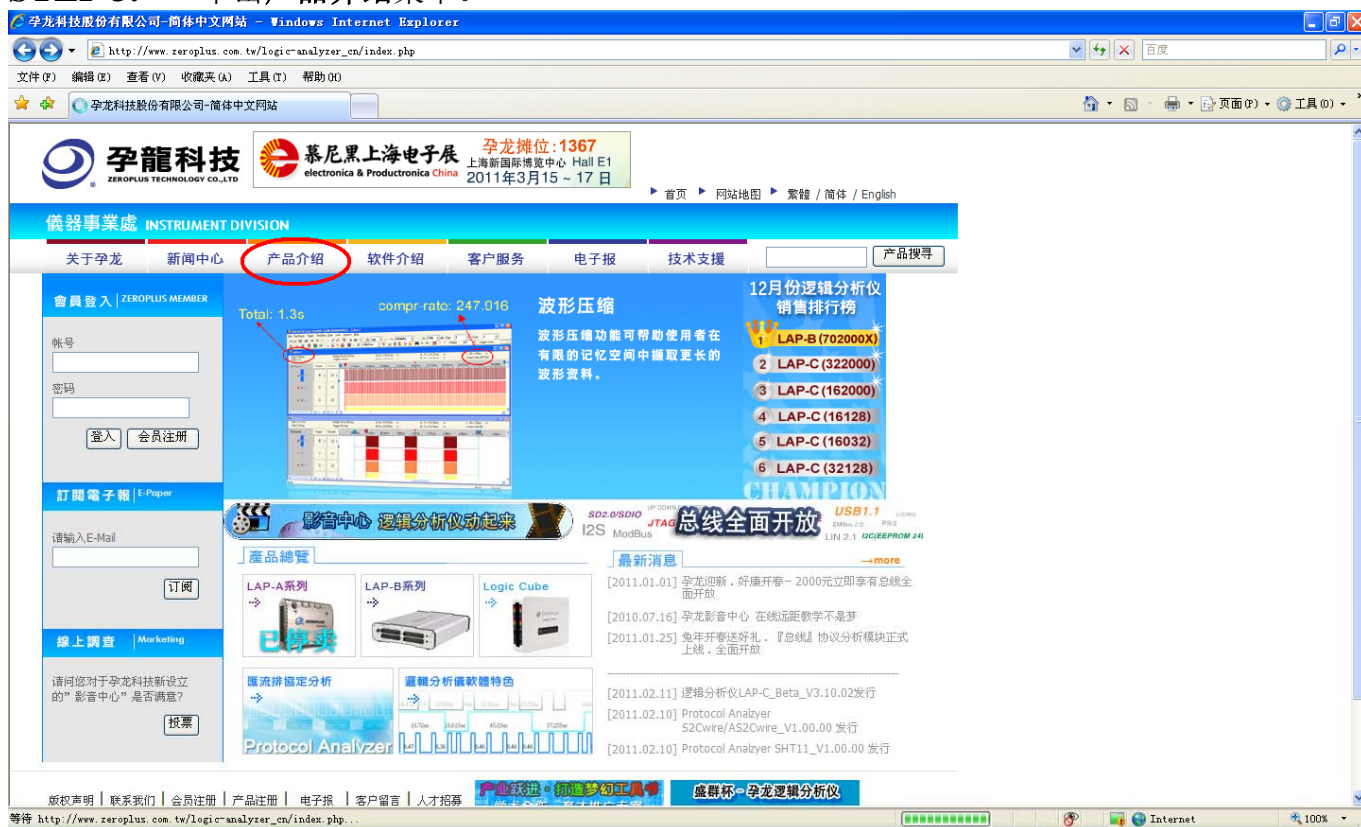 孕龙科技股份有限公司-简体中文网站 - Windows Internet Explorer
http://www.zeroplus.com.tw/logic-analyzer_cn/index.php
百度
文件(F) 编辑(E) 查看(V) 收藏夹(A) 工具(T) 帮助(H)
孕龙科技股份有限公司-简体中文网站
页面(P) 工具(O)
孕龍科技
ZEROPLUS TECHNOLOGY CO.,LTD
慕尼黑上海电子展
electronica & Productronica China
孕龙摊位:1367
上海新国际博览中心 Hall E1
2011年3月15 ~ 17 日
首页 网站地图 繁體 / 简体 / English
儀器事業處 INSTRUMENT DIVISION
关于孕龙 新闻中心 产品介绍 软件介绍 客户服务 电子报 技术支援 产品搜寻
會員登入 ZEROPLUS MEMBER
帐号
密码
登入 会员注册
Total: 1.3s
compr-rate: 247.016
波形压缩
波形压缩功能可帮助使用者在
有限的记忆空间中撷取更长的
波形资料。
12月份逻辑分析仪
销售排行榜
1 LAP-B(702000X)
2 LAP-C(322000)
3 LAP-C(162000)
4 LAP-C(16128)
5 LAP-C(16032)
6 LAP-C(32128)
CHAMPION
訂閱電子報 E-Paper
请输入E-Mail
订阅
影音中心 逻辑分析仪动起来
SD2.0/SDIO
I2S ModBus
JTAG
总线全面开放
USB1.1
LIN 2.1 I2C(EEPROM 24)
產品總覽
LAP-A系列
已停卖
LAP-B系列
Logic Cube
匯流排協定分析
Protocol Analyzer
邏輯分析儀軟體特色
最新消息
→more
[2011.01.01] 孕龙迎新．好康开春－2000元立即享有总线全
面开放
[2010.07.16] 孕龙影音中心 在线远距教学不是梦
[2011.01.25] 兔年开春送好礼．『总线』协议分析模块正式
上线．全面开放
[2011.02.11] 逻辑分析仪LAP-C_Beta_V3.10.02发行
[2011.02.10] Protocol Analzyer
S2Cwire/AS2Cwire_V1.00.00 发行
[2011.02.10] Protocol Analzyer SHT11_V1.00.00 发行
線上調查 Marketing
请问您对于孕龙科技新设立
的”影音中心”是否满意?
投票
版权声明 联系我们 会员注册 产品注册 电子报 客户留言 人才招募
产业跃进。打造梦幻工具
盛群杯-孕龙逻辑分析仪
等待 http://www.zeroplus.com.tw/logic-analyzer_cn/index.php...
Internet
100%